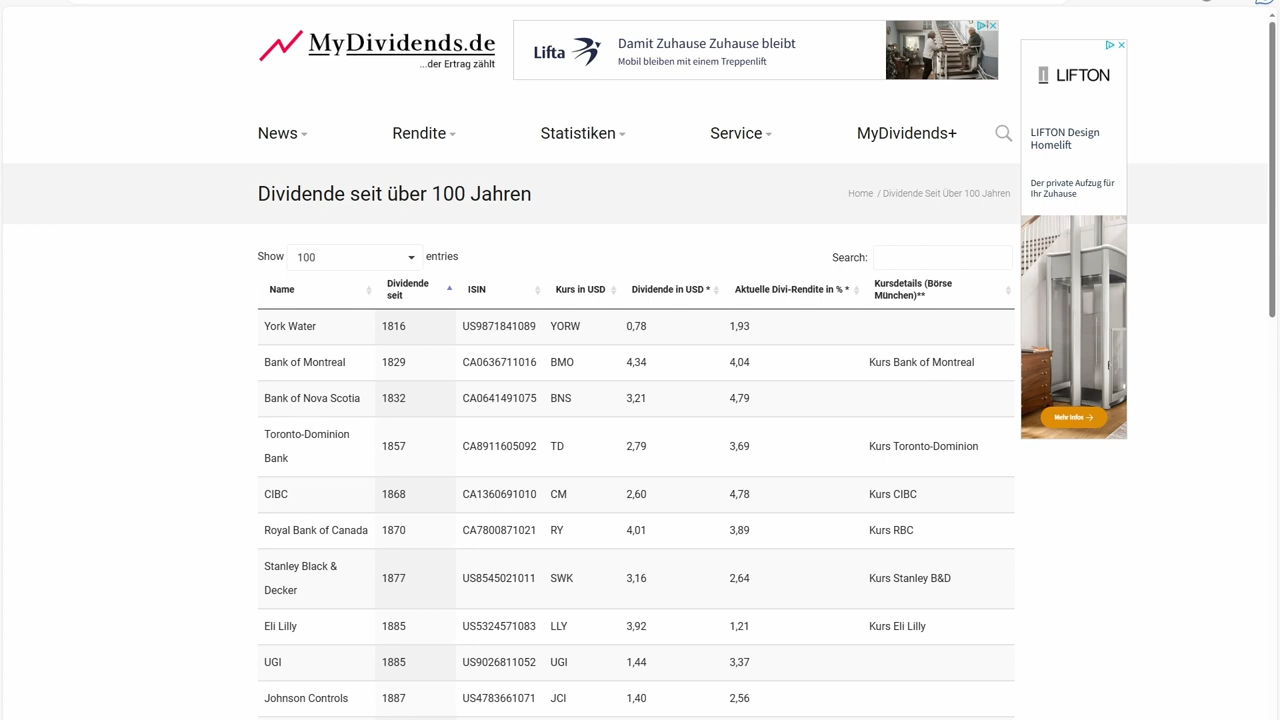 MyDividends.de
...der Ertrag zählt
Lifta
Damit Zuhause Zuhause bleibt
Mobil bleiben mit einem Treppenlift
LIFTON
LIFTON Design
Homelift
Der private Aufzug für
Ihr Zuhause
Mehr Infos →
News
Rendite
Statistiken
Service
MyDividends+
Dividende seit über 100 Jahren
Home / Dividende Seit Über 100 Jahren
Show 100 entries
Search:
Name Dividende seit ISIN Kurs in USD Dividende in USD * Aktuelle Divi-Rendite in % * Kursdetails (Börse München)**
York Water 1816 US9871841089 YORW 0,78 1,93
Bank of Montreal 1829 CA0636711016 BMO 4,34 4,04 Kurs Bank of Montreal
Bank of Nova Scotia 1832 CA0641491075 BNS 3,21 4,79
Toronto-Dominion Bank 1857 CA8911605092 TD 2,79 3,69 Kurs Toronto-Dominion
CIBC 1868 CA1360691010 CM 2,60 4,78 Kurs CIBC
Royal Bank of Canada 1870 CA7800871021 RY 4,01 3,89 Kurs RBC
Stanley Black & Decker 1877 US8545021011 SWK 3,16 2,64 Kurs Stanley B&D
Eli Lilly 1885 US5324571083 LLY 3,92 1,21 Kurs Eli Lilly
UGI 1885 US9026811052 UGI 1,44 3,37
Johnson Controls 1887 US4783661071 JCI 1,40 2,56